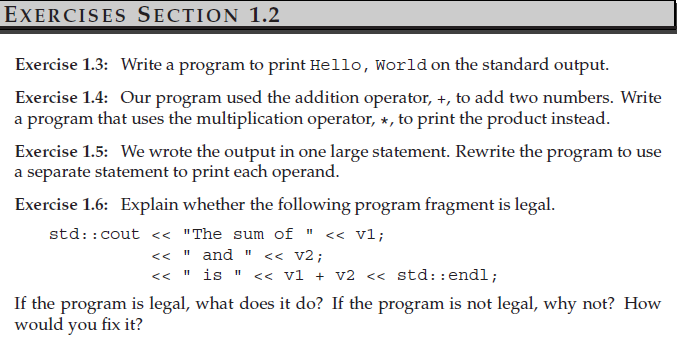 EXERCISES SECTION 1.2
Exercise 1.3: Write a program to print Hello, World on the standard output.
Exercise 1.4: Our program used the addition operator, +, to add two numbers. Write
a program that uses the multiplication operator, *, to print the product instead.
Exercise 1.5: We wrote the output in one large statement. Rewrite the program to use
a separate statement to print each operand.
Exercise 1.6: Explain whether the following program fragment is legal.
std::cout << "The sum of " << v1;
<< " and " << v2;
<< " is " << v1 + v2 << std::endl;
If the program is legal, what does it do? If the program is not legal, why not? How
would you fix it?